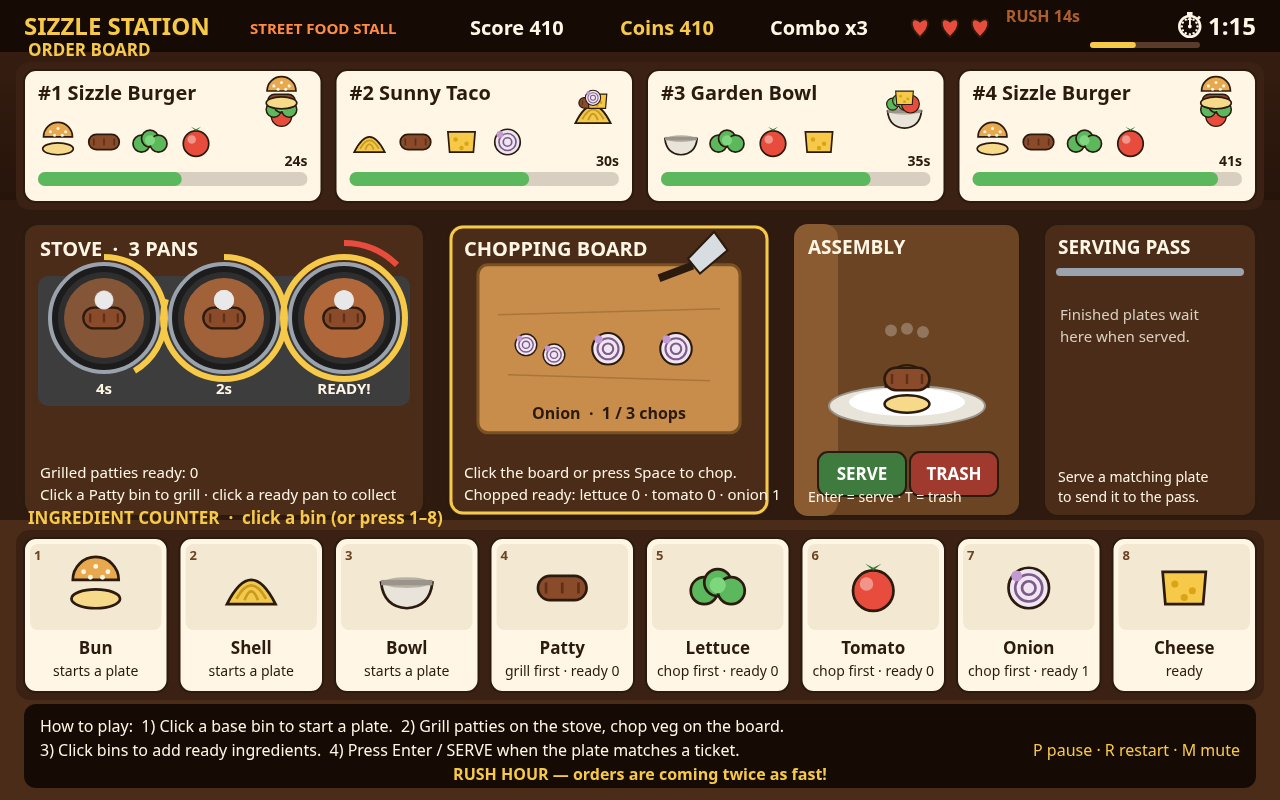 SIZZLE STATION
STREET FOOD STALL
Score 410
Coins 410
Combo x3
RUSH 14s
1:15
ORDER BOARD
#1 Sizzle Burger
24s
#2 Sunny Taco
30s
#3 Garden Bowl
35s
#4 Sizzle Burger
41s
STOVE · 3 PANS
4s
2s
READY!
Grilled patties ready: 0
Click a Patty bin to grill · click a ready pan to collect
CHOPPING BOARD
Onion · 1 / 3 chops
Click the board or press Space to chop.
Chopped ready: lettuce 0 · tomato 0 · onion 1
ASSEMBLY
SERVE
TRASH
Enter = serve · T = trash
SERVING PASS
Finished plates wait
here when served.
Serve a matching plate
to send it to the pass.
INGREDIENT COUNTER · click a bin (or press 1–8)
1
Bun
starts a plate
2
Shell
starts a plate
3
Bowl
starts a plate
4
Patty
grill first · ready 0
5
Lettuce
chop first · ready 0
6
Tomato
chop first · ready 0
7
Onion
chop first · ready 1
8
Cheese
ready
How to play: 1) Click a base bin to start a plate. 2) Grill patties on the stove, chop veg on the board.
3) Click bins to add ready ingredients. 4) Press Enter / SERVE when the plate matches a ticket.
P pause · R restart · M mute
RUSH HOUR — orders are coming twice as fast!